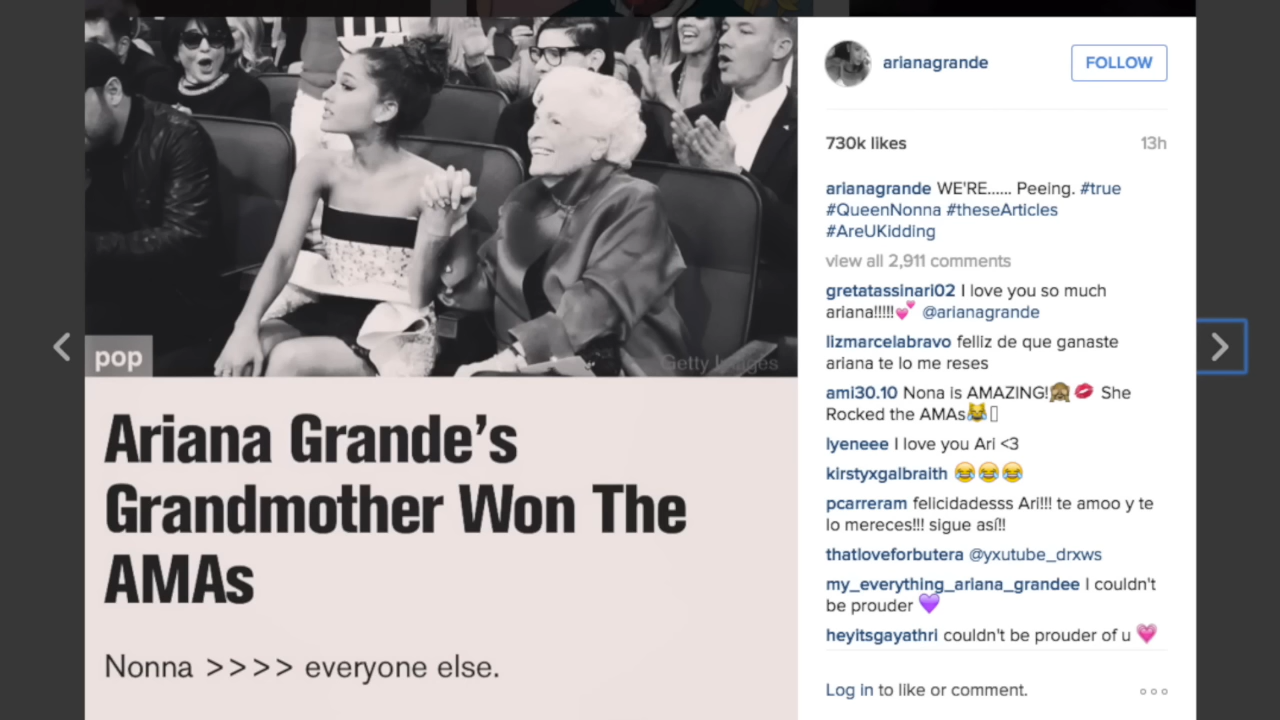 Getty Images
pop
Ariana Grande's
Grandmother Won The
AMAs
Nonna >>>> everyone else.
arianagrande
FOLLOW
730k likes 13h
arianagrande WE'RE...... Peeing. #true
#QueenNonna #theseArticles
#AreUKidding
view all 2,911 comments
gretatassinari02 I love you so much
ariana!!!!!💕 @arianagrande
lizmarcelabravo felliz de que ganaste
ariana te lo me reses
ami30.10 Nona is AMAZING!🙈💋 She
Rocked the AMAs😹▯
lyeneee I love you Ari <3
kirstyxgalbraith 😂😂😂
pcarreram felicidadesss Ari!!! te amoo y te
lo mereces!!! sigue así!!
thatloveforbutera @yxutube_drxws
my_everything_ariana_grandee I couldn't
be prouder 💜
heyitsgayathri couldn't be prouder of u 💗
Log in to like or comment.